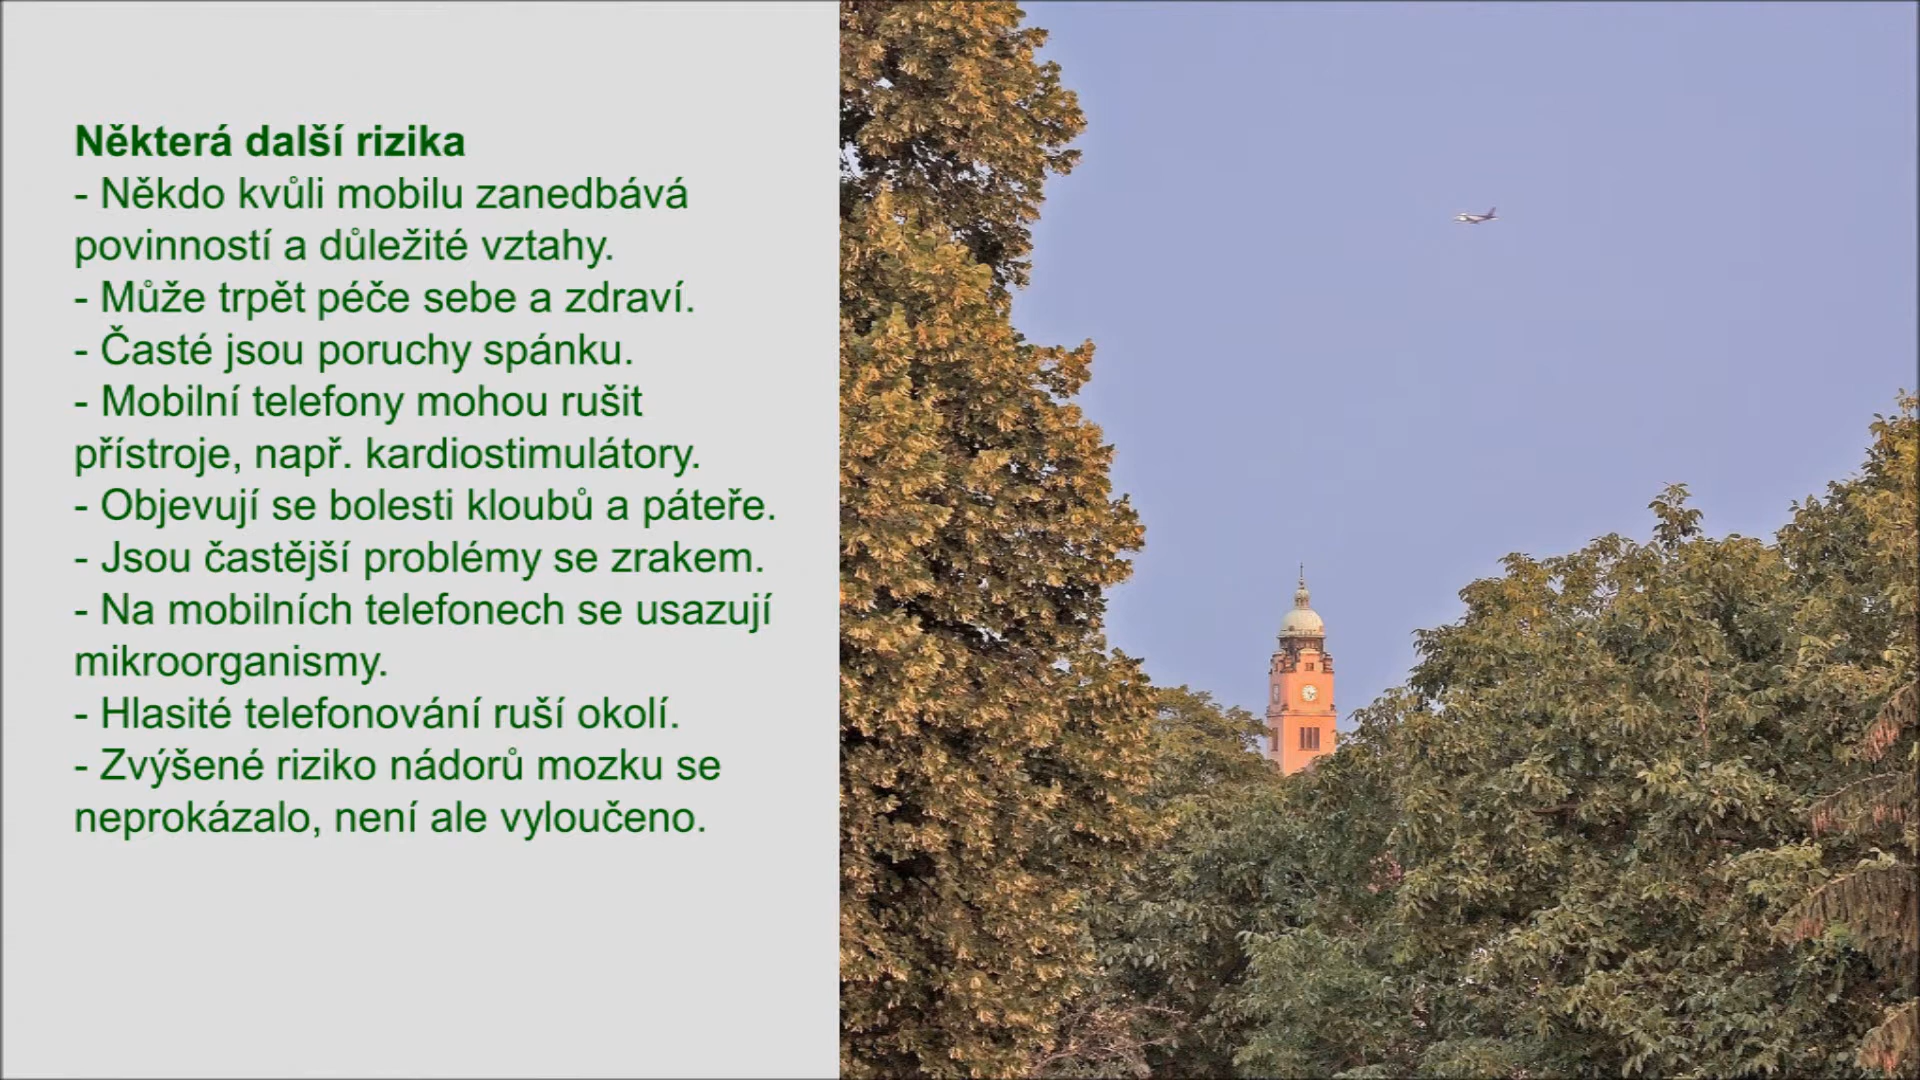 Některá další rizika
- Někdo kvůli mobilu zanedbává
povinností a důležité vztahy.
- Může trpět péče sebe a zdraví.
- Časté jsou poruchy spánku.
- Mobilní telefony mohou rušit
přístroje, např. kardiostimulátory.
- Objevují se bolesti kloubů a páteře.
- Jsou častější problémy se zrakem.
- Na mobilních telefonech se usazují
mikroorganismy.
- Hlasité telefonování ruší okolí.
- Zvýšené riziko nádorů mozku se
neprokázalo, není ale vyloučeno.